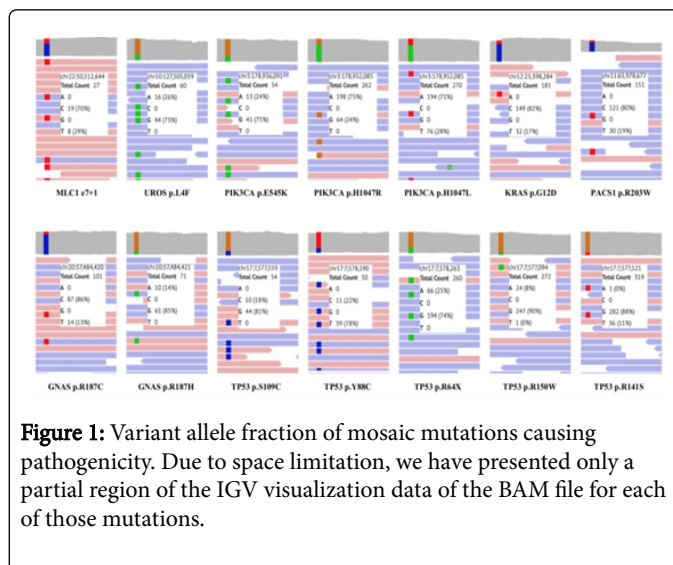 chr22:50,512,644
Total Count 27
A 0
C 19 (70%)
G 0
T 8 (29%)
MLC1 c7+1
chr10:127,505,059
Total Count 60
A 16 (26%)
C 0
G 44 (73%)
T 0
UROS p.L4F
chr3:178,936,091
Total Count 54
A 13 (24%)
C 0
G 41 (75%)
T 0
PIK3CA p.E545K
chr3:178,952,085
Total Count 262
A 198 (75%)
C 0
G 64 (24%)
T 0
PIK3CA p.H1047R
chr3:178,952,085
Total Count 270
A 194 (71%)
C 0
G 0
T 76 (28%)
PIK3CA p.H1047L
chr12:25,398,284
Total Count 181
A 0
C 149 (82%)
G 0
T 32 (17%)
KRAS p.G12D
chr11:65,978,677
Total Count 151
A 0
C 121 (80%)
G 0
T 30 (19%)
PACS1 p.R203W
chr20:57,484,420
Total Count 101
A 0
C 87 (86%)
G 0
T 14 (13%)
GNAS p.R187C
chr20:57,484,421
Total Count 71
A 10 (14%)
C 0
G 61 (85%)
T 0
GNAS p.R187H
chr17:7,577,559
Total Count 54
A 0
C 10 (18%)
G 44 (81%)
T 0
TP53 p.S109C
chr17:7,578,190
Total Count 50
A 0
C 11 (22%)
G 0
T 39 (78%)
TP53 p.Y88C
chr17:7,578,263
Total Count 260
A 66 (25%)
C 0
G 194 (74%)
T 0
TP53 p.R64X
chr17:7,577,094
Total Count 272
A 24 (8%)
C 0
G 247 (90%)
T 1 (0%)
TP53 p.R150W
chr17:7,577,121
Total Count 319
A 1 (0%)
C 0
G 282 (88%)
T 36 (11%)
TP53 p.R141S
Figure 1: Variant allele fraction of mosaic mutations causing
pathogenicity. Due to space limitation, we have presented only a
partial region of the IGV visualization data of the BAM file for each
of those mutations.